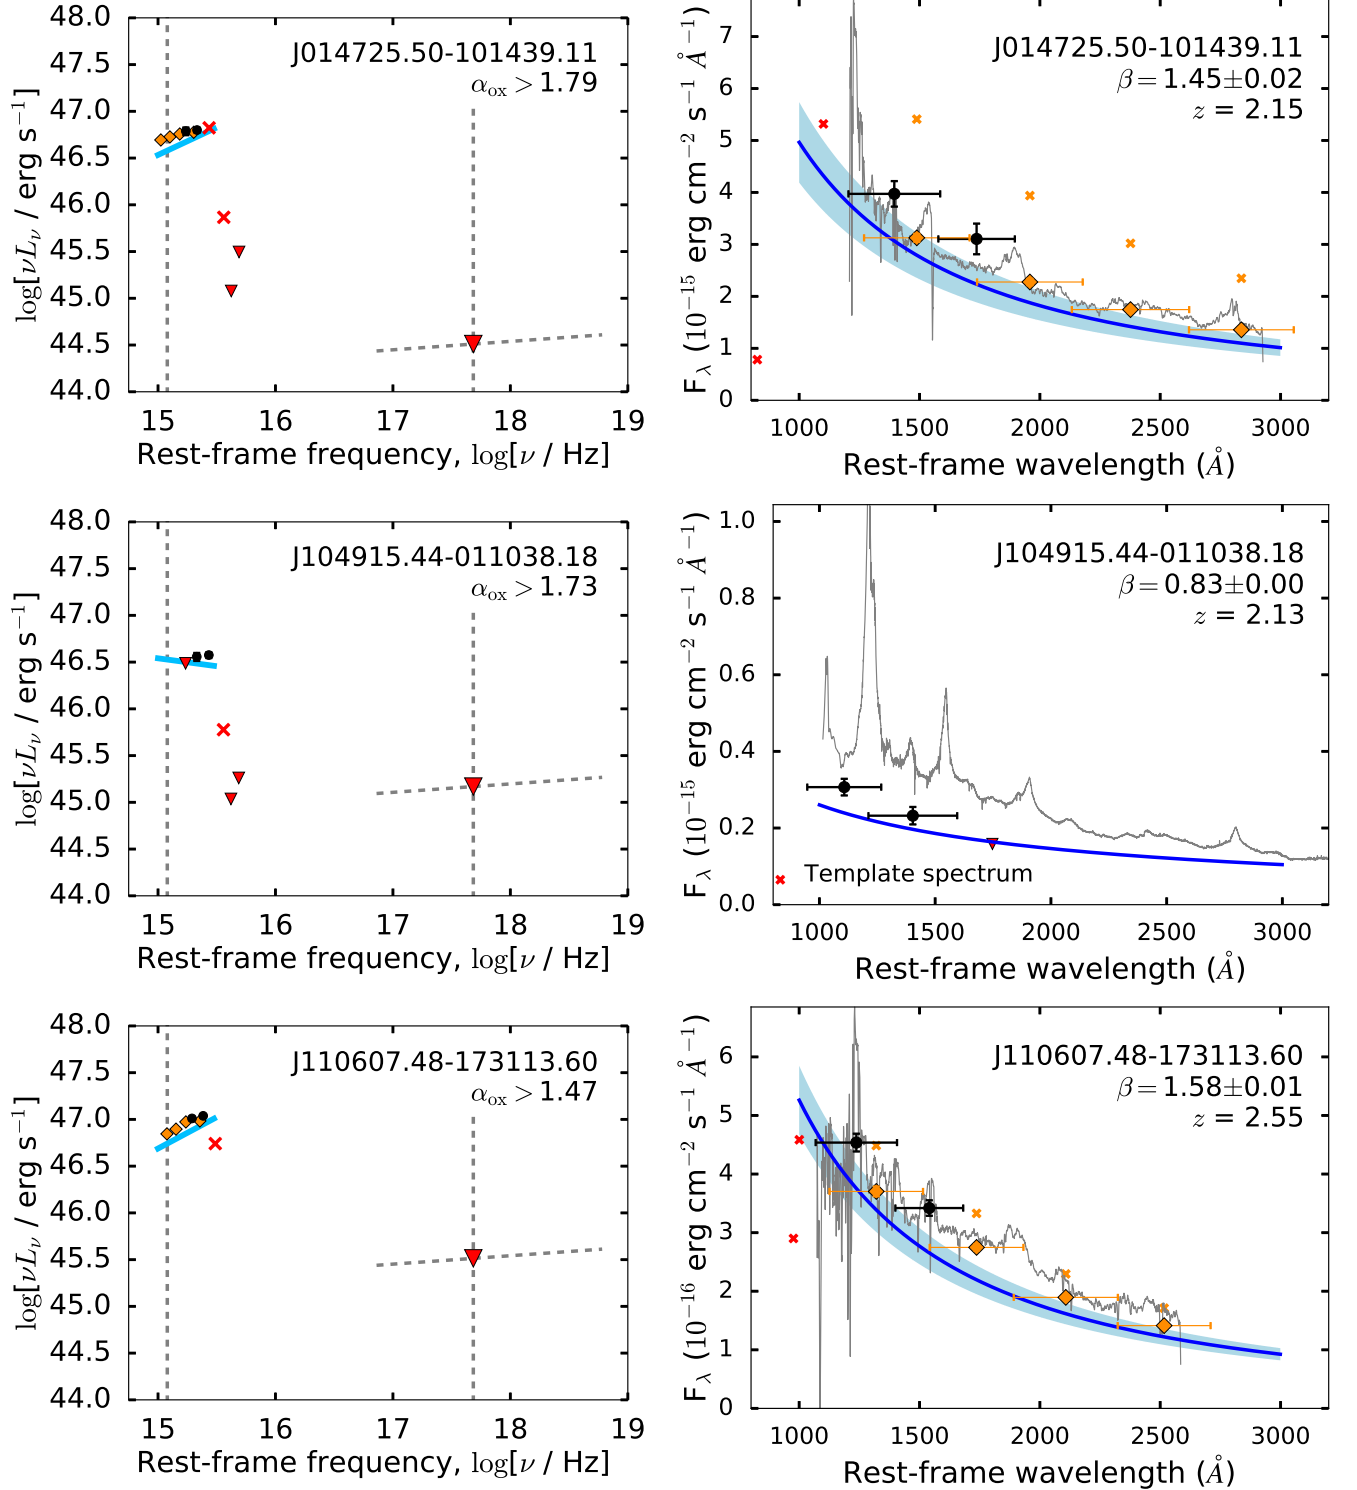 48.0
47.5
47.0
46.5
46.0
45.5
45.0
44.5
44.0
log[νLν / erg s⁻¹]
J014725.50-101439.11
αox > 1.79
15 16 17 18 19
Rest-frame frequency, log[ν / Hz]
7
6
5
4
3
2
1
0
Fλ (10⁻¹⁵ erg cm⁻² s⁻¹ Å⁻¹)
J014725.50-101439.11
β = 1.45±0.02
z = 2.15
1000 1500 2000 2500 3000
Rest-frame wavelength (Å)
48.0
47.5
47.0
46.5
46.0
45.5
45.0
44.5
44.0
log[νLν / erg s⁻¹]
J104915.44-011038.18
αox > 1.73
15 16 17 18 19
Rest-frame frequency, log[ν / Hz]
1.0
0.8
0.6
0.4
0.2
0.0
Fλ (10⁻¹⁵ erg cm⁻² s⁻¹ Å⁻¹)
J104915.44-011038.18
β = 0.83±0.00
z = 2.13
Template spectrum
1000 1500 2000 2500 3000
Rest-frame wavelength (Å)
48.0
47.5
47.0
46.5
46.0
45.5
45.0
44.5
44.0
log[νLν / erg s⁻¹]
J110607.48-173113.60
αox > 1.47
15 16 17 18 19
Rest-frame frequency, log[ν / Hz]
6
5
4
3
2
1
0
Fλ (10⁻¹⁶ erg cm⁻² s⁻¹ Å⁻¹)
J110607.48-173113.60
β = 1.58±0.01
z = 2.55
1000 1500 2000 2500 3000
Rest-frame wavelength (Å)